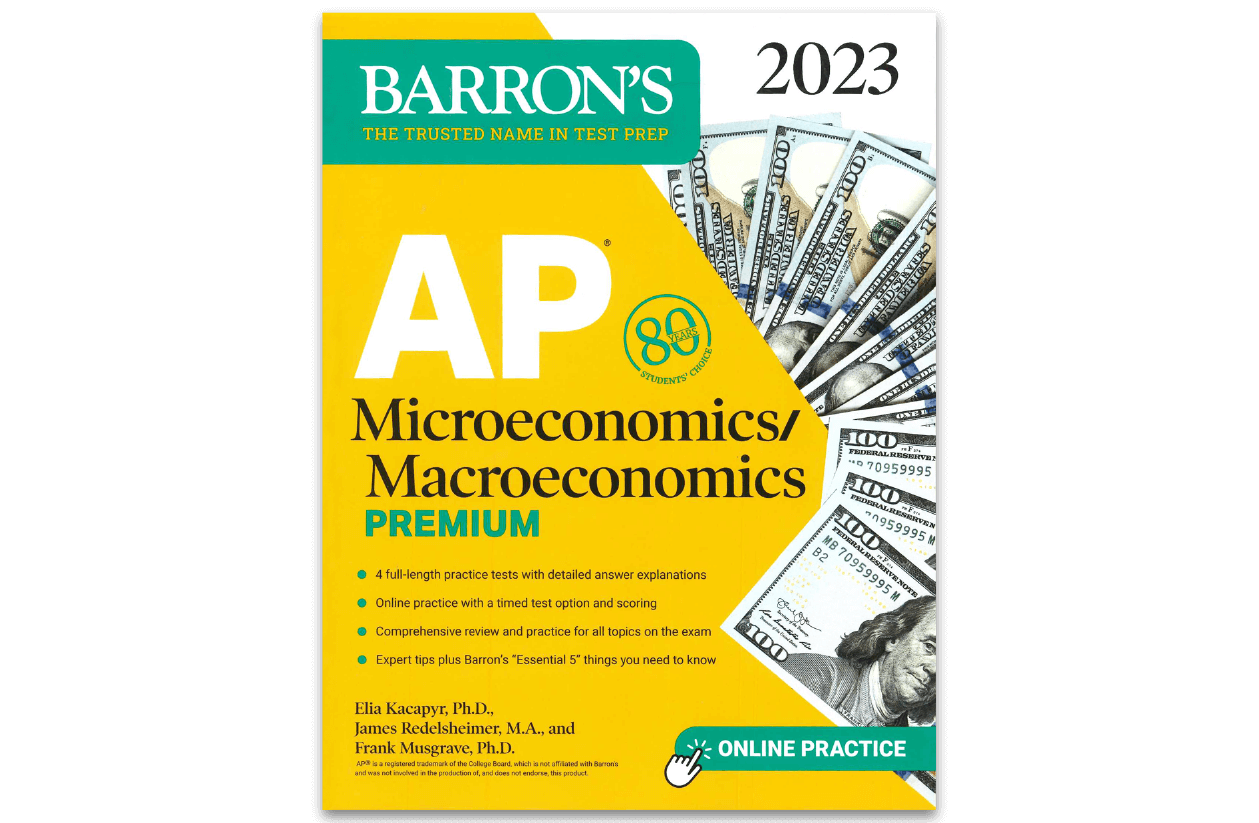 BARRON'S
THE TRUSTED NAME IN TEST PREP
2023
AP®
80
YEARS
STUDENTS' CHOICE
Microeconomics/
Macroeconomics
PREMIUM
4 full-length practice tests with detailed answer explanations
Online practice with a timed test option and scoring
Comprehensive review and practice for all topics on the exam
Expert tips plus Barron's “Essential 5” things you need to know
Elia Kacapyr, Ph.D.,
James Redelsheimer, M.A., and
Frank Musgrave, Ph.D.
AP® is a registered trademark of the College Board, which is not affiliated with Barron's
and was not involved in the production of, and does not endorse, this product.
ONLINE PRACTICE
100
FEDERAL RESERVE NOTE
MB 70959995 M
B2
100